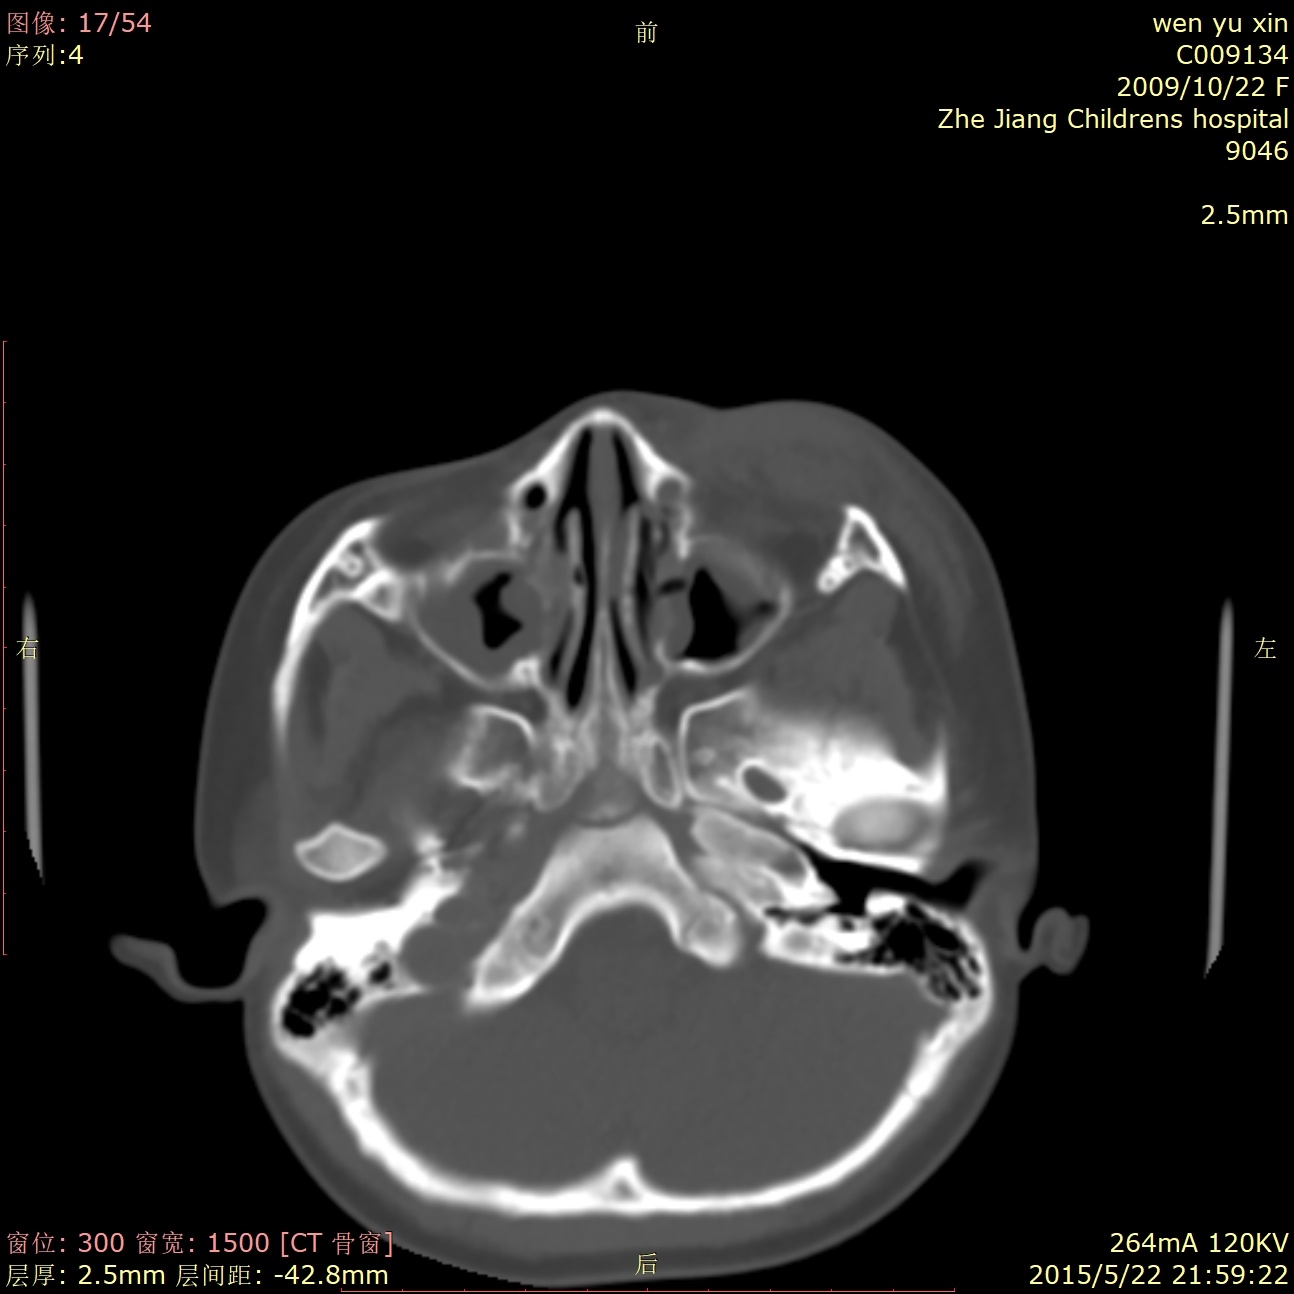 图像: 17/54
序列:4
前
wen yu xin
C009134
2009/10/22 F
Zhe Jiang Childrens hospital
9046
2.5mm
右
左
窗位: 300 窗宽: 1500 [CT 骨窗]
层厚: 2.5mm 层间距: -42.8mm
后
264mA 120KV
2015/5/22 21:59:22